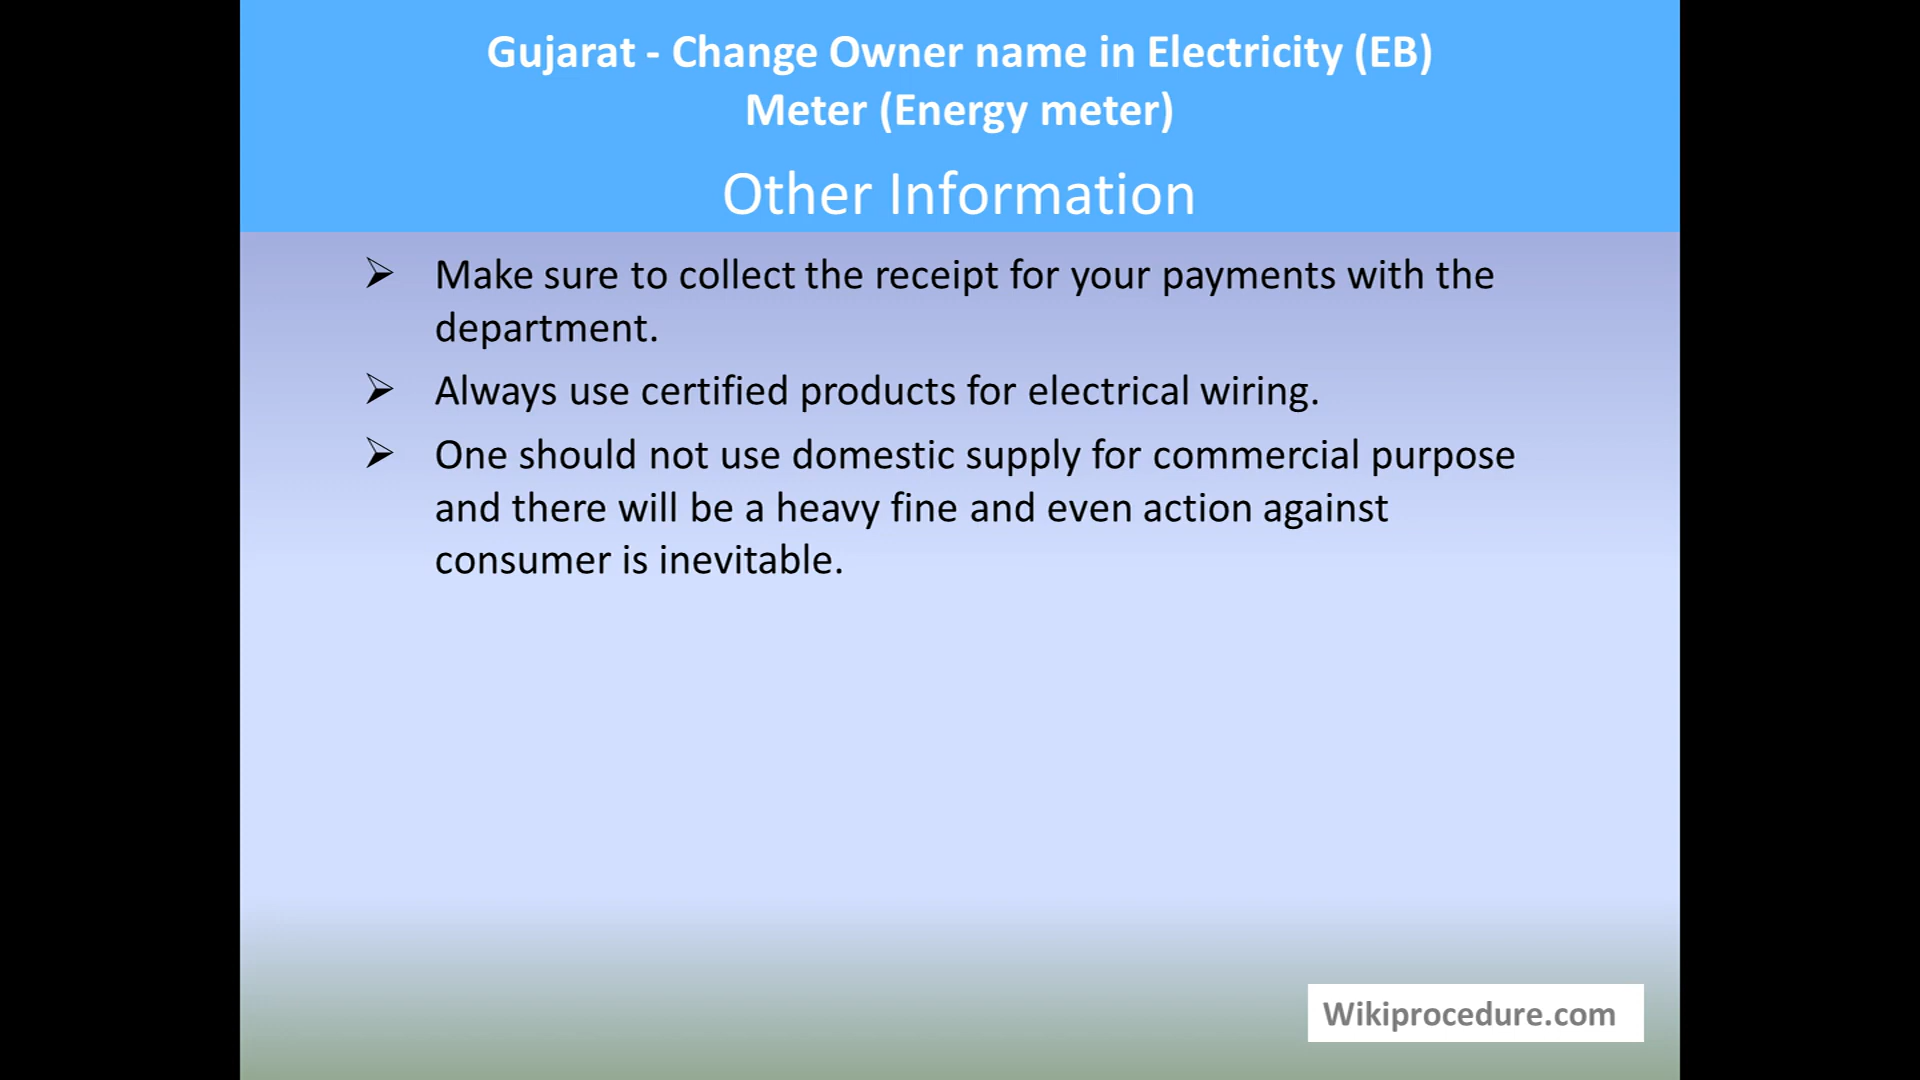 Gujarat - Change Owner name in Electricity (EB)
Meter (Energy meter)
Other Information
➢ Make sure to collect the receipt for your payments with the
department.
➢ Always use certified products for electrical wiring.
➢ One should not use domestic supply for commercial purpose
and there will be a heavy fine and even action against
consumer is inevitable.
Wikiprocedure.com